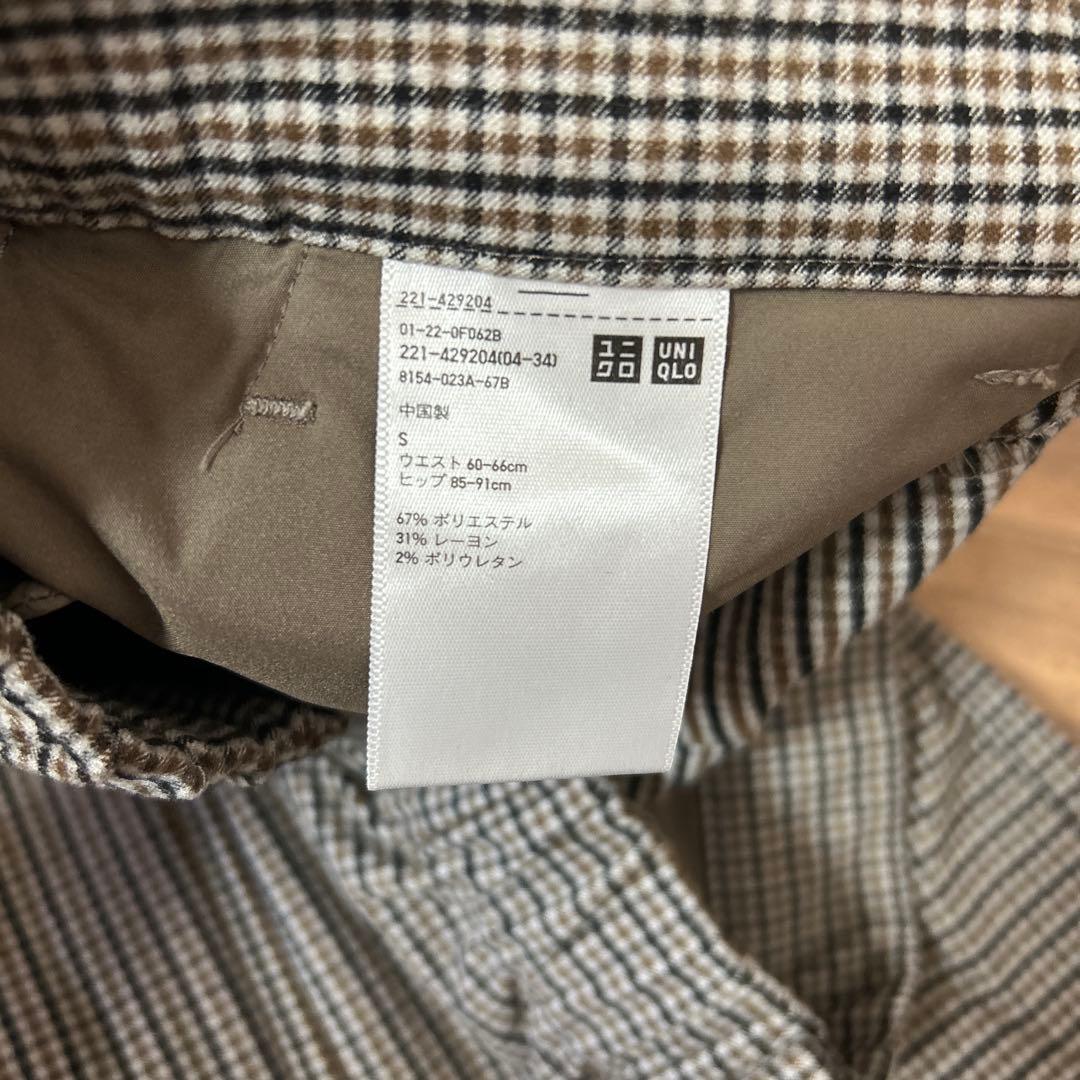 221-429204
01-22-0F062B
221-429204(04-34)
8154-023A-67B
ユニ
クロ
UNI
QLO
中国製
S
ウエスト 60-66cm
ヒップ 85-91cm
67% ポリエステル
31% レーヨン
2% ポリウレタン